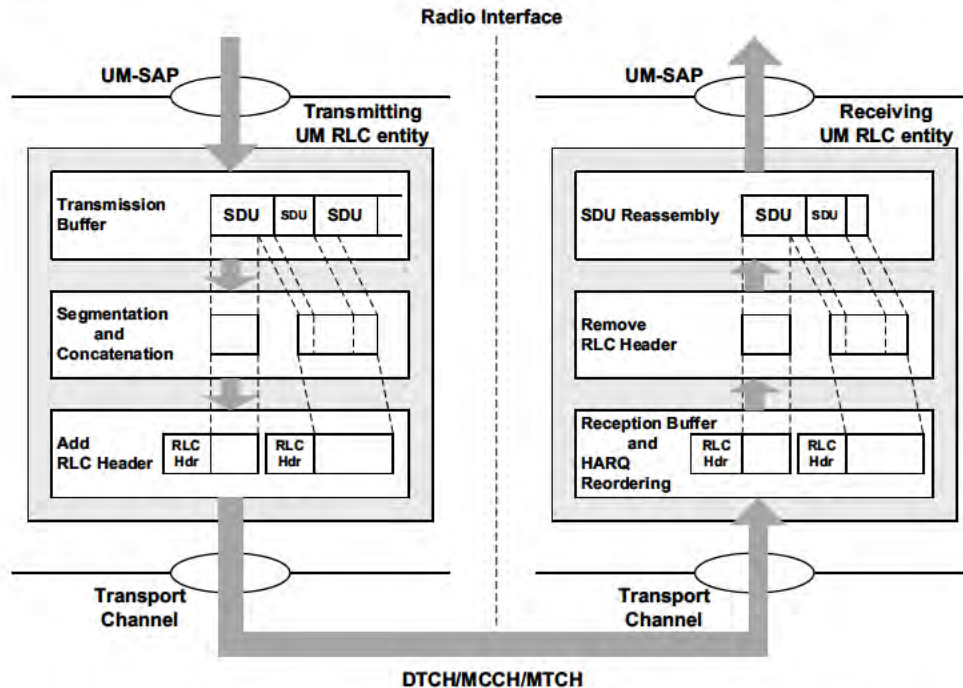 Radio Interface
UM-SAP
Transmitting
UM RLC entity
Transmission
Buffer
SDU
SDU
SDU
Segmentation
and
Concatenation
Add
RLC Header
RLC
Hdr
RLC
Hdr
Transport
Channel
UM-SAP
Receiving
UM RLC entity
SDU Reassembly
SDU
SDU
Remove
RLC Header
Reception Buffer
and
HARQ
Reordering
RLC
Hdr
RLC
Hdr
Transport
Channel
DTCH/MCCH/MTCH